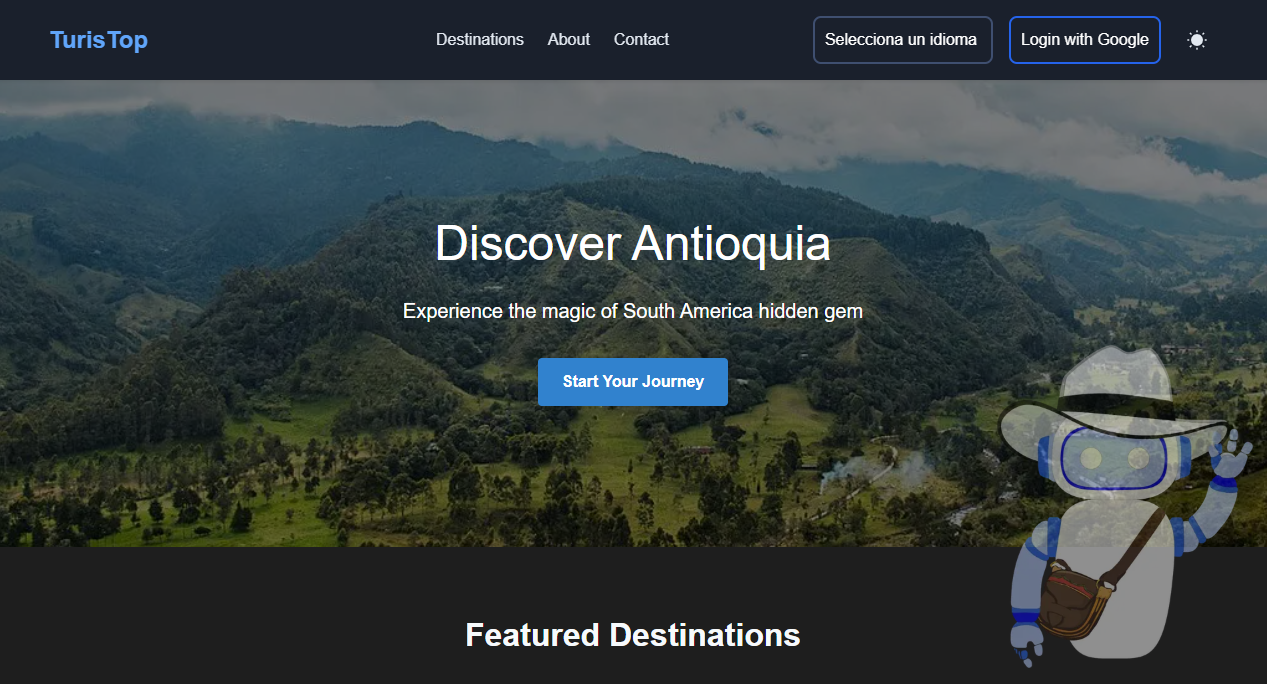 TurisTop
Destinations
About
Contact
Selecciona un idioma
Login with Google
Discover Antioquia
Experience the magic of South America hidden gem
Start Your Journey
Featured Destinations